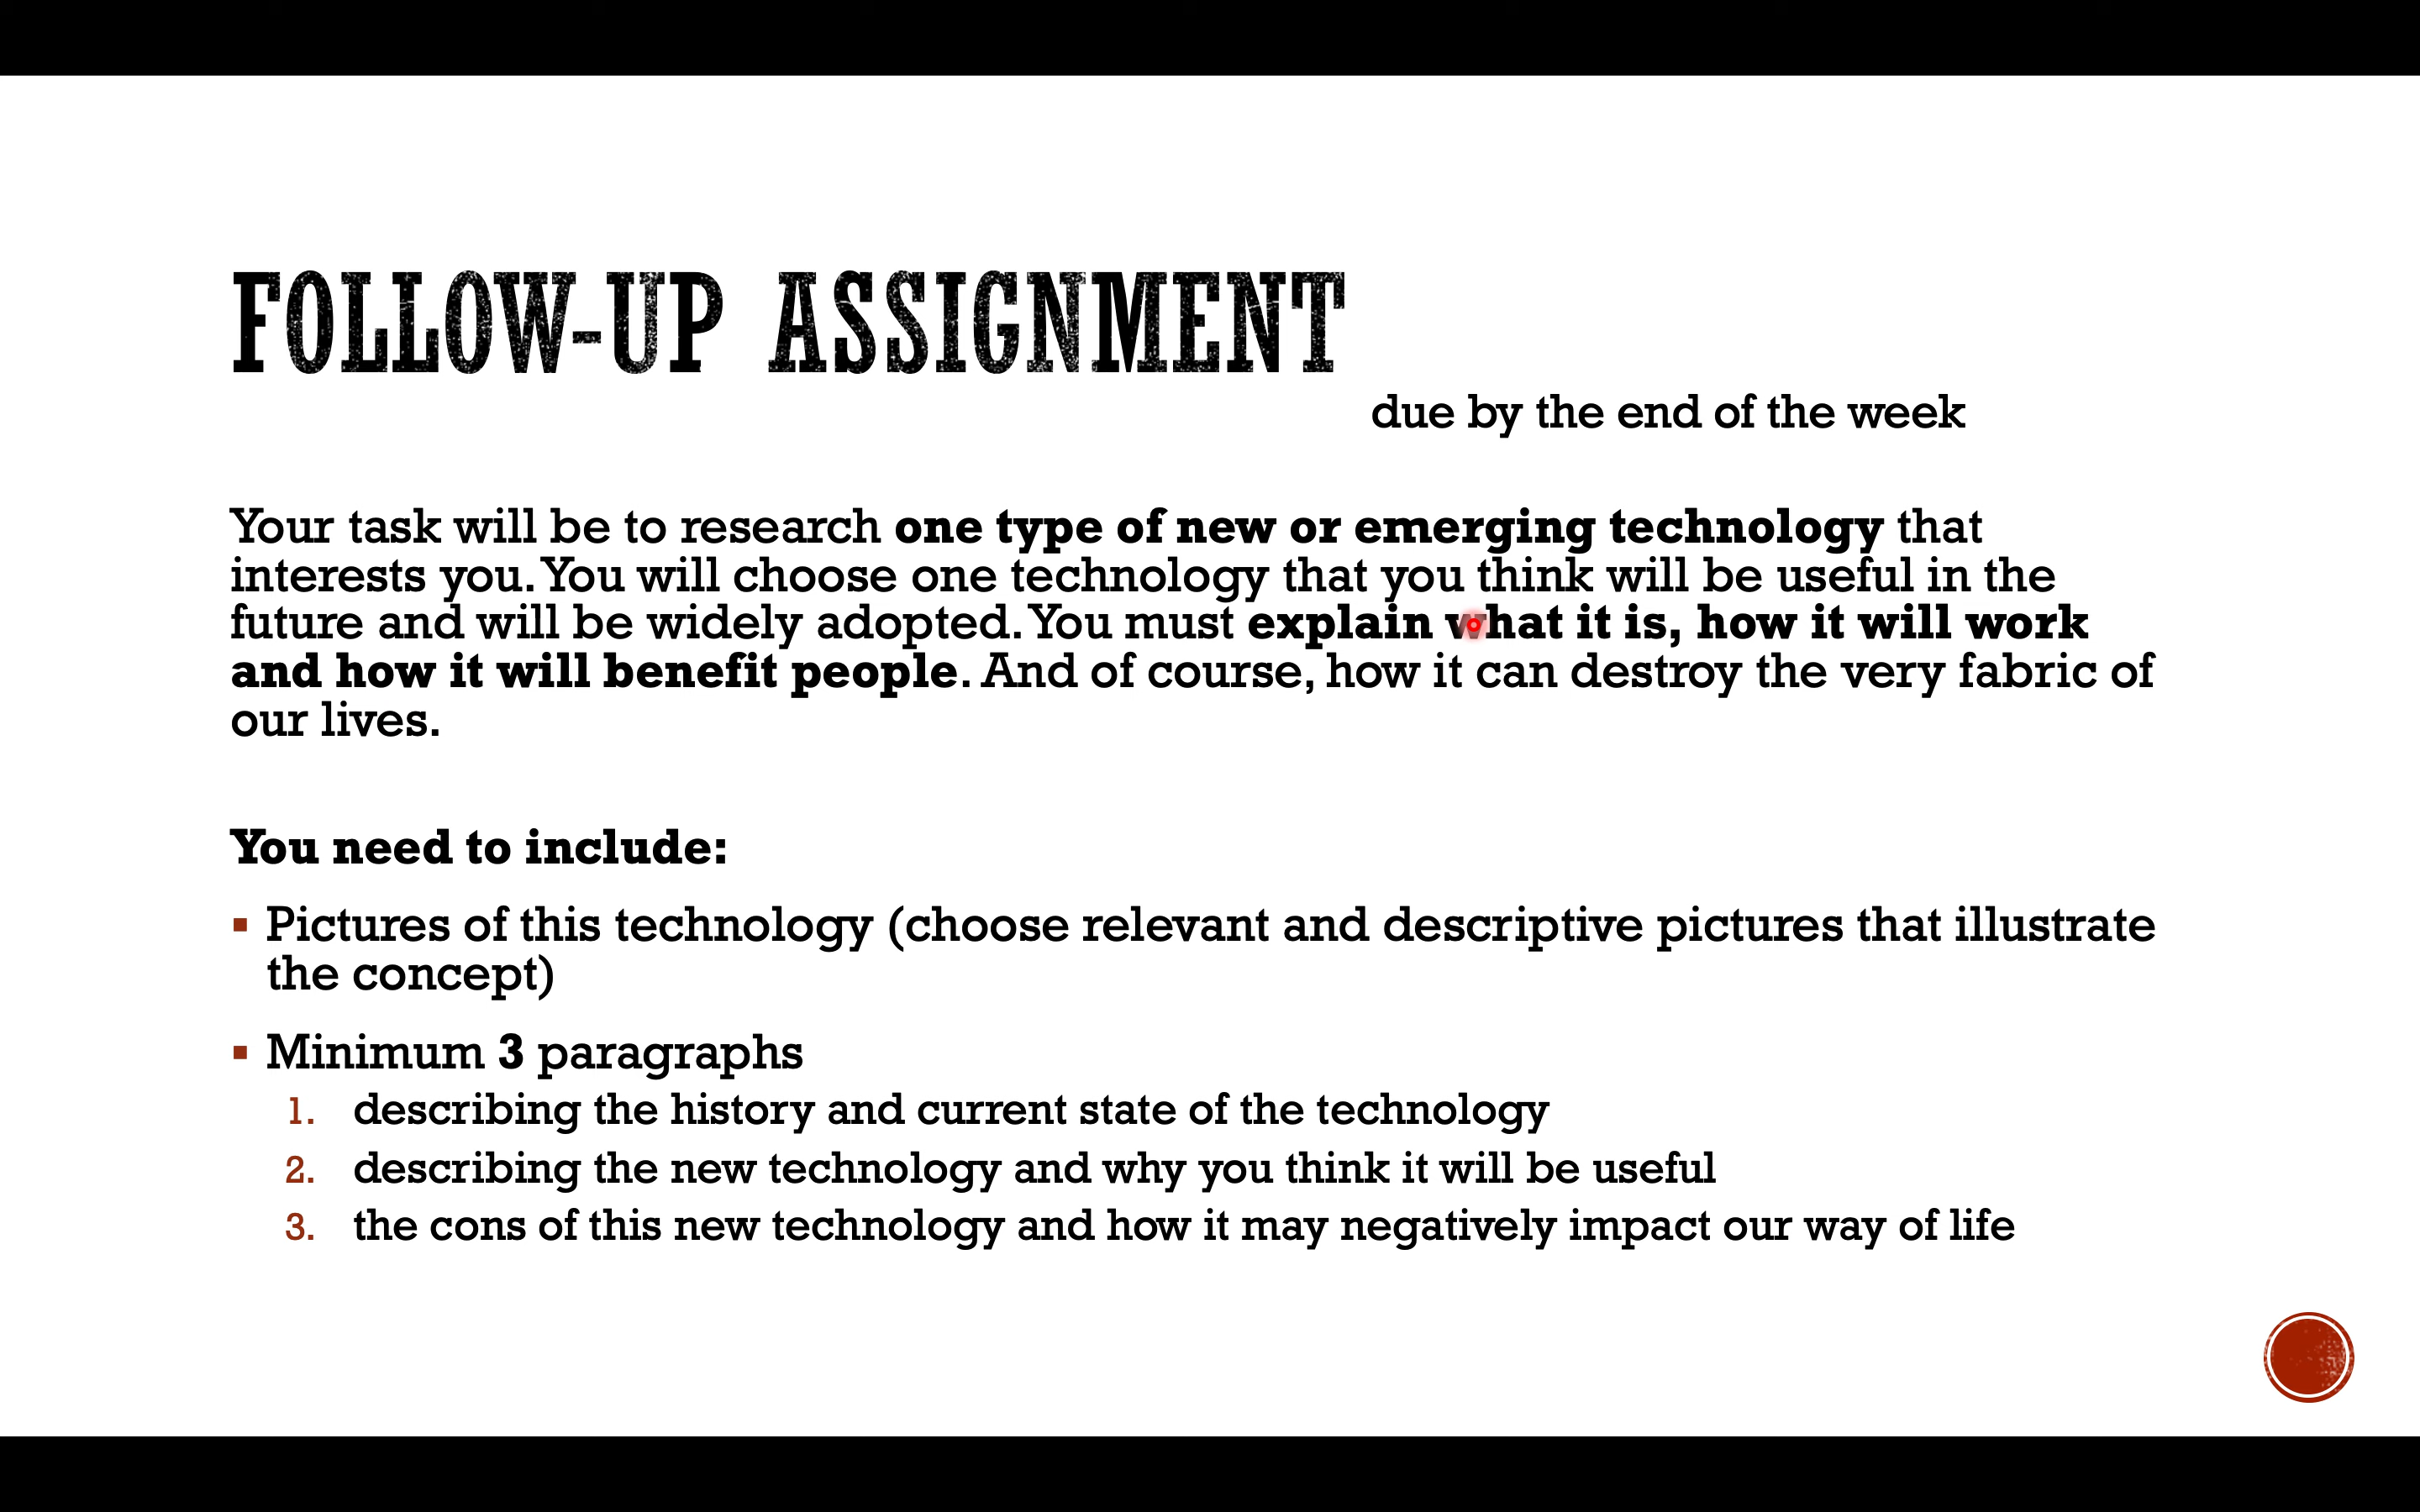 FOLLOW-UP ASSIGNMENT
due by the end of the week
Your task will be to research one type of new or emerging technology that
interests you. You will choose one technology that you think will be useful in the
future and will be widely adopted. You must explain what it is, how it will work
and how it will benefit people. And of course, how it can destroy the very fabric of
our lives.
You need to include:
▪ Pictures of this technology (choose relevant and descriptive pictures that illustrate
the concept)
▪ Minimum 3 paragraphs
1. describing the history and current state of the technology
2. describing the new technology and why you think it will be useful
3. the cons of this new technology and how it may negatively impact our way of life